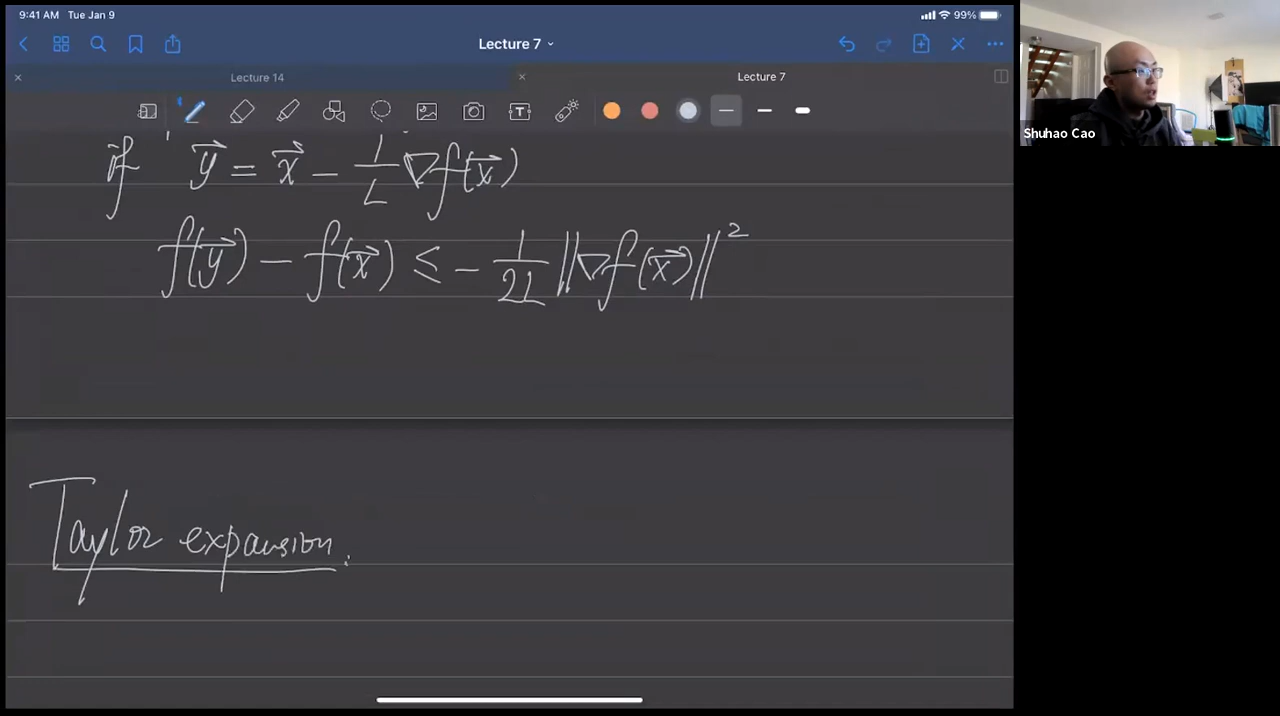 9:41 AM Tue Jan 9
99%
Lecture 7
Lecture 14
Lecture 7
if y⃗ = x⃗ − 1/L ∇f(x⃗)
f(y⃗) − f(x⃗) ≤ − 1/2L ‖∇f(x⃗)‖²
Taylor expansion.
Shuhao Cao